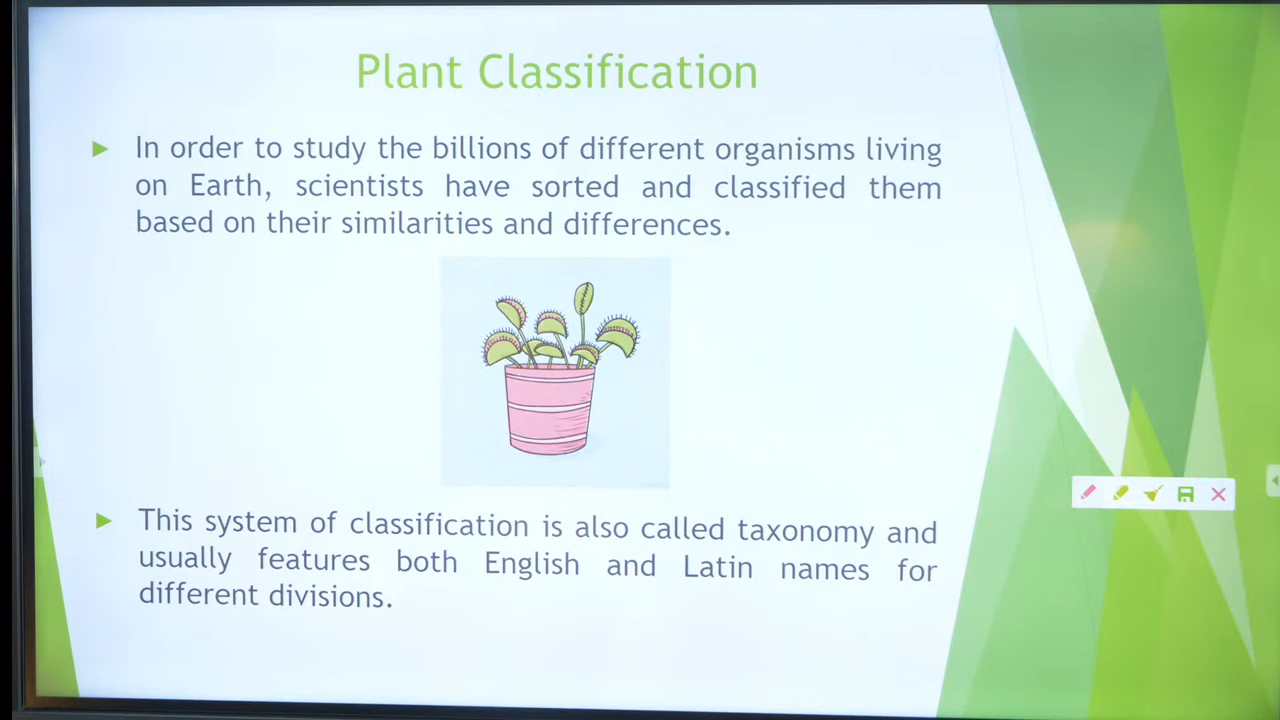 Plant Classification
In order to study the billions of different organisms living
on Earth, scientists have sorted and classified them
based on their similarities and differences.
This system of classification is also called taxonomy and
usually features both English and Latin names for
different divisions.